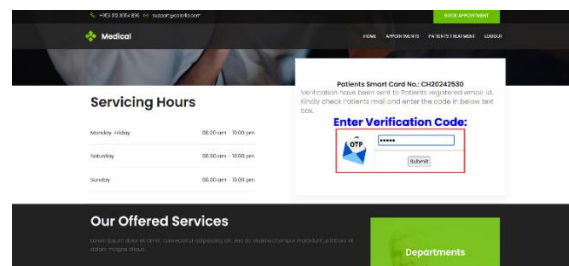 BOOK APPOINTMENT
Medical
HOME APPOINTMENTS PATIENTS TREATMENT LOGOUT
Patients Smart Card No.: CH20242530
Verification have been sent to Patients registered email id.
Kindly check Patients mail and enter the code in below text
box.
Enter Verification Code:
OTP
•••••
Submit
Servicing Hours
Monday Friday 08.00 am 10.00 pm
Saturday 08.00 am 10.00 pm
Sunday 08.00 am 10.00 pm
Our Offered Services
Departments